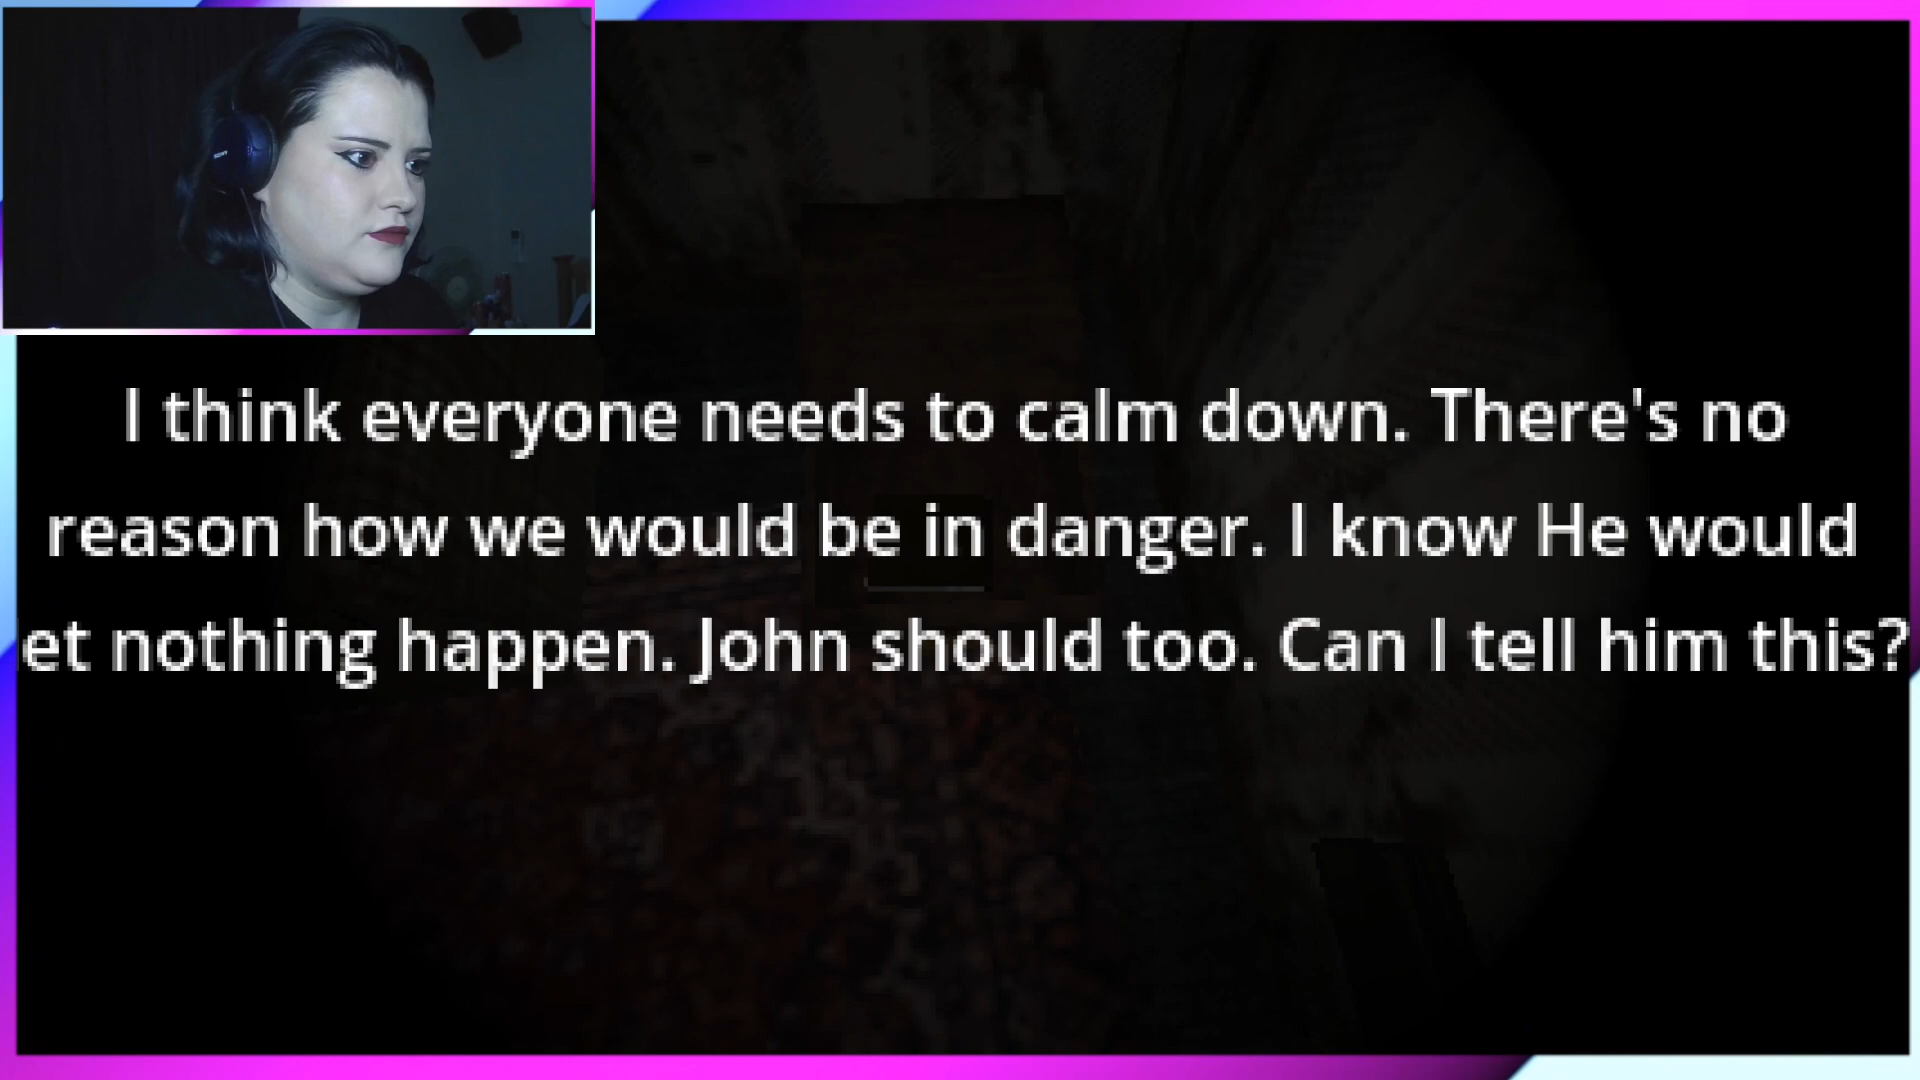 SONY
I think everyone needs to calm down. There's no
reason how we would be in danger. I know He would
et nothing happen. John should too. Can I tell him this?